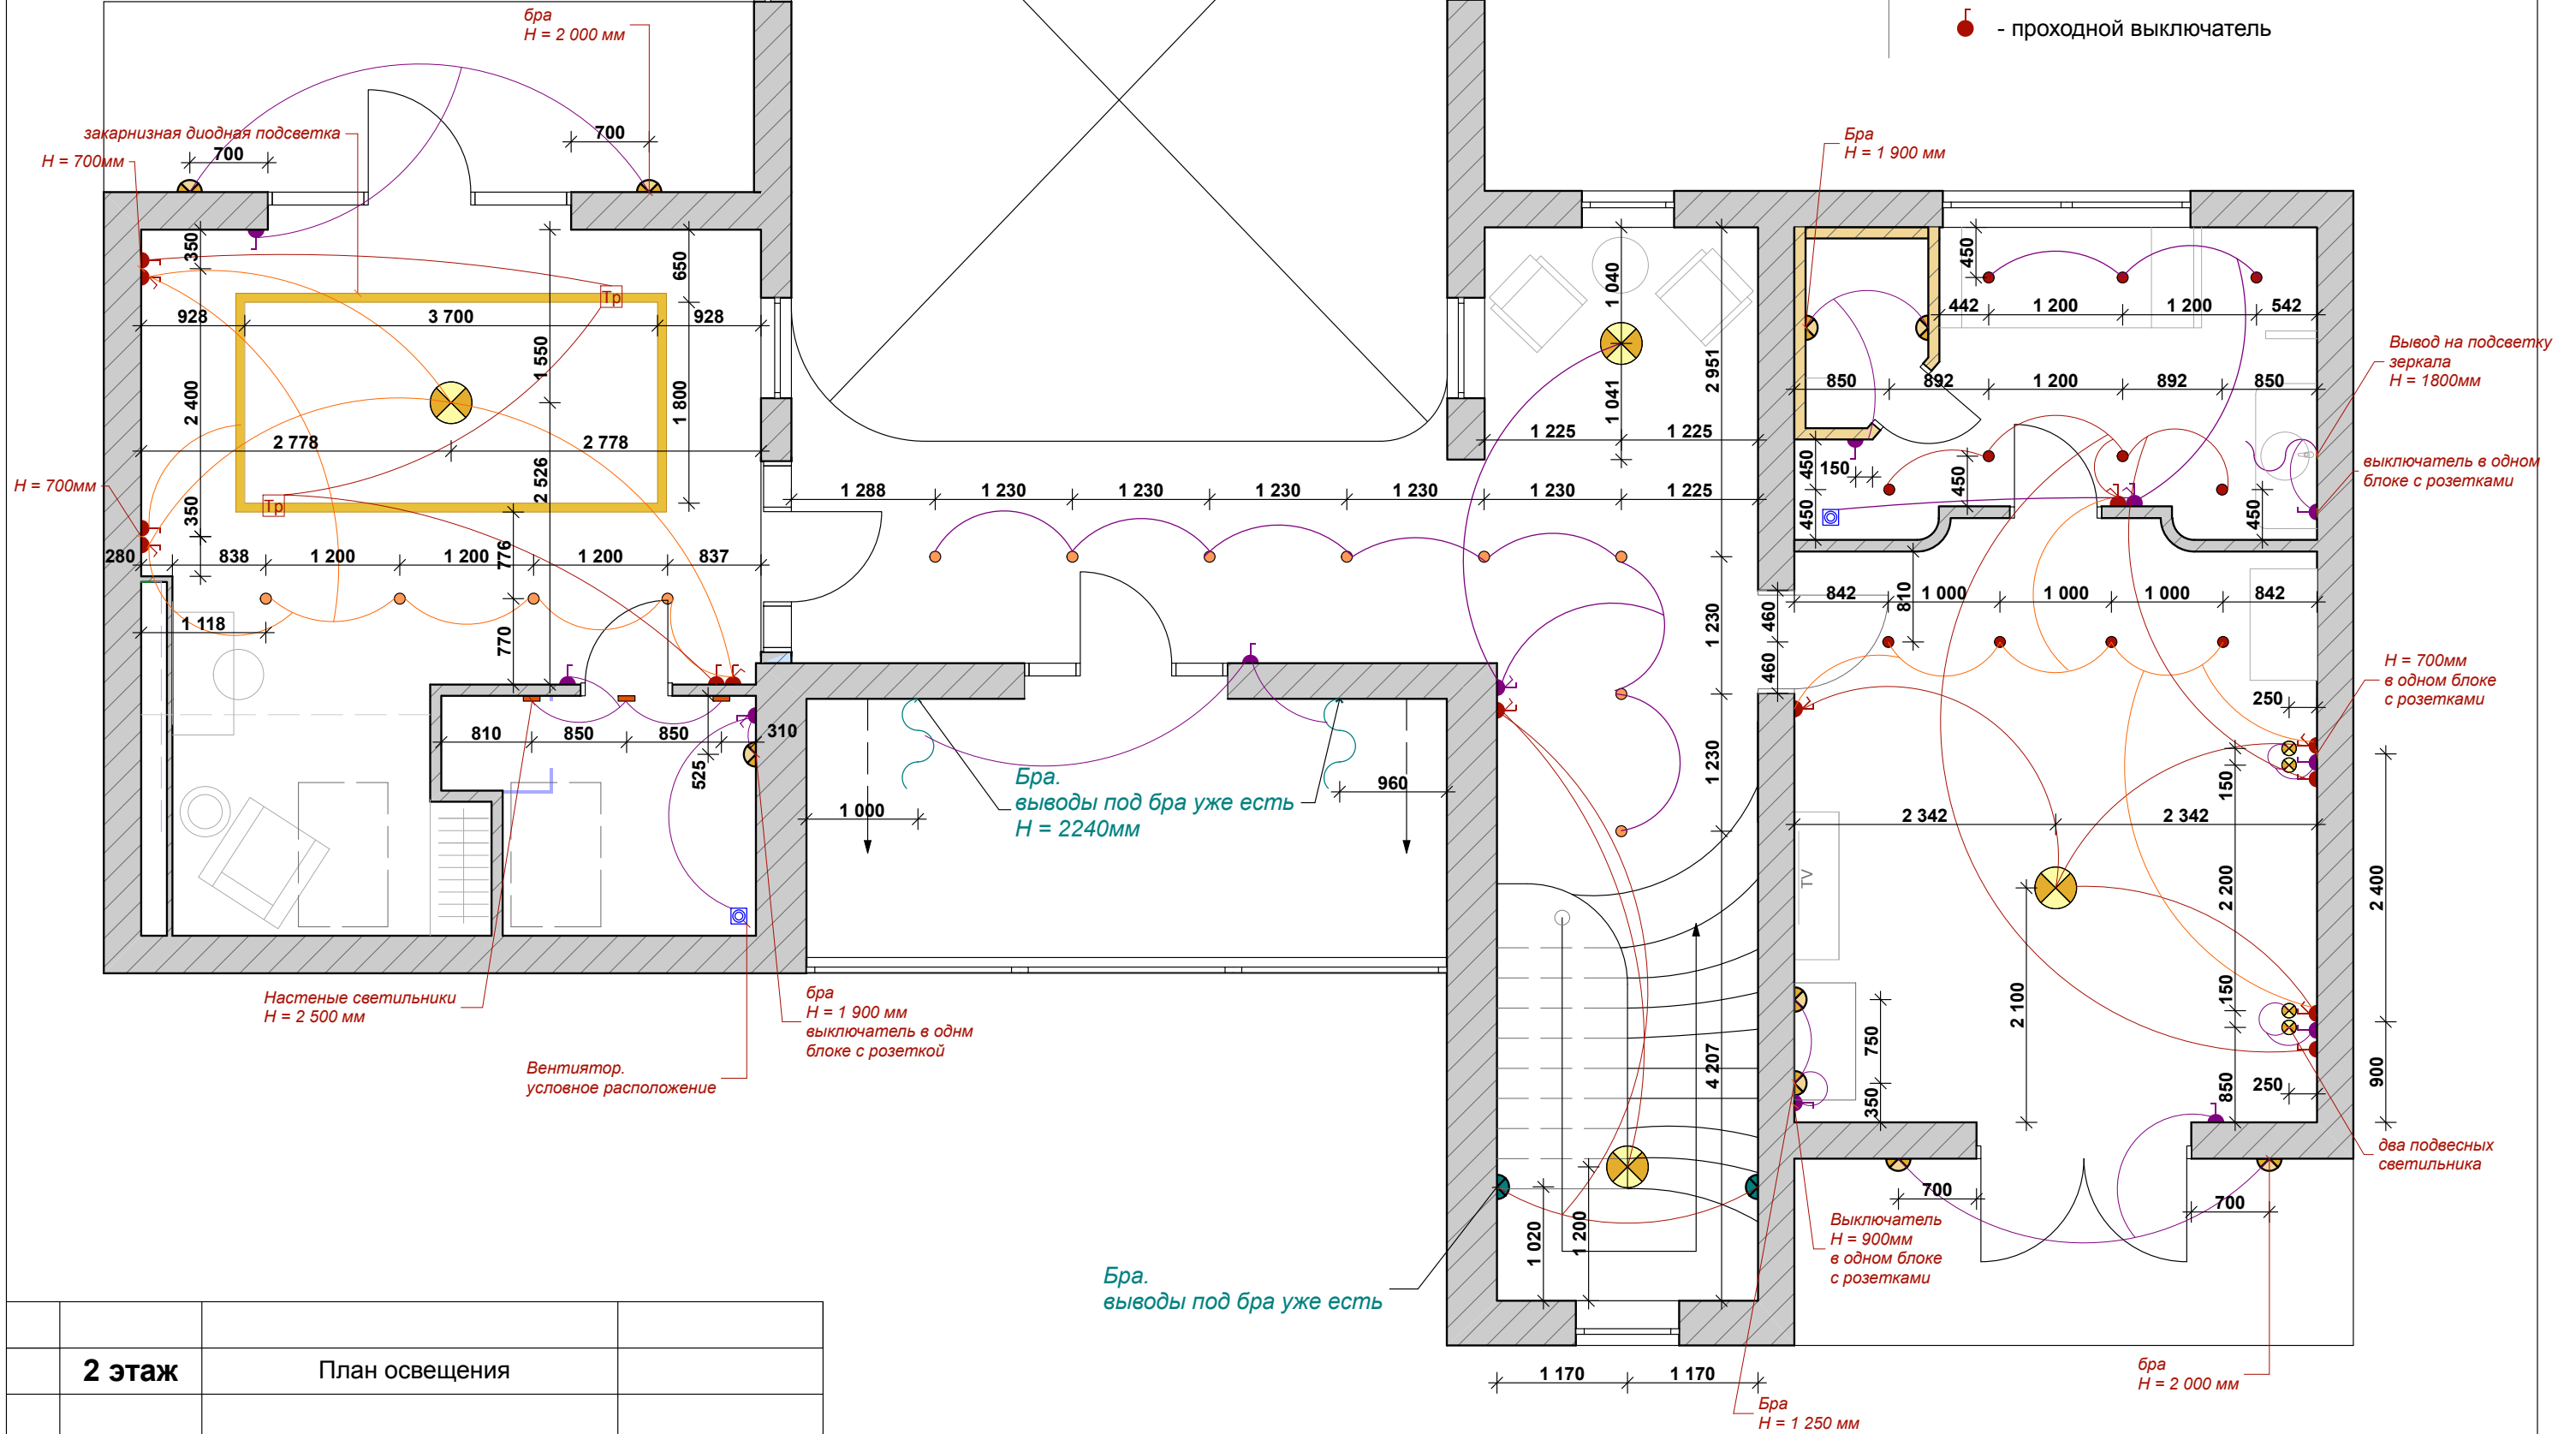 бра
H = 2 000 мм
- проходной выключатель
закарнизная диодная подсветка
H = 700мм
700
700
Бра
H = 1 900 мм
350
650
1 040
450
928
3 700
928
442
1 200
1 200
542
Вывод на подсветку
зеркала
H = 1800мм
1 550
2 951
2 400
1 800
1 041
850
892
1 200
892
850
2 778
2 778
1 225
1 225
выключатель в одном
блоке с розетками
H = 700мм
2 526
450
150
450
Тр
Тр
1 288
1 230
1 230
1 230
1 230
1 230
1 225
350
450
450
280
838
1 200
1 200
776
1 200
837
842
810
1 000
1 000
1 000
842
460
1 118
770
1 230
460
H = 700мм
в одном блоке
с розетками
250
810
850
850
310
525
1 230
Бра.
выводы под бра уже есть
H = 2240мм
1 000
960
150
2 342
2 342
TV
2 200
2 400
Настеные светильники
H = 2 500 мм
бра
H = 1 900 мм
выключатель в однм
блоке с розеткой
2 100
150
750
Вентиятор.
условное расположение
4 207
350
850
250
900
два подвесных
светильника
700
700
1 020
1 200
Выключатель
H = 900мм
в одном блоке
с розетками
Бра.
выводы под бра уже есть
2 этаж
План освещения
1 170
1 170
бра
H = 2 000 мм
Бра
H = 1 250 мм